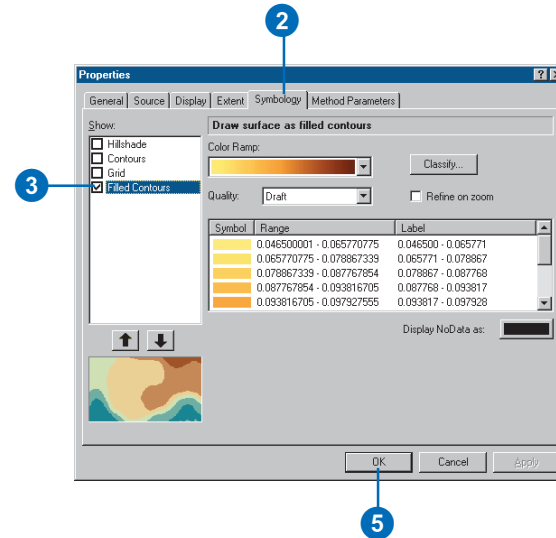 2
Properties
General Source Display Extent Symbology Method Parameters
Show:
Draw surface as filled contours
Hillshade
Contours
Grid
Filled Contours
3
Color Ramp:
Classify...
Quality: Draft
Refine on zoom
Symbol Range Label
0.046500001 - 0.065770775 0.046500 - 0.065771
0.065770775 - 0.078867339 0.065771 - 0.078867
0.078867339 - 0.087767854 0.078867 - 0.087768
0.087767854 - 0.093816705 0.087768 - 0.093817
0.093816705 - 0.097927555 0.093817 - 0.097928
Display NoData as:
OK Cancel Apply
5